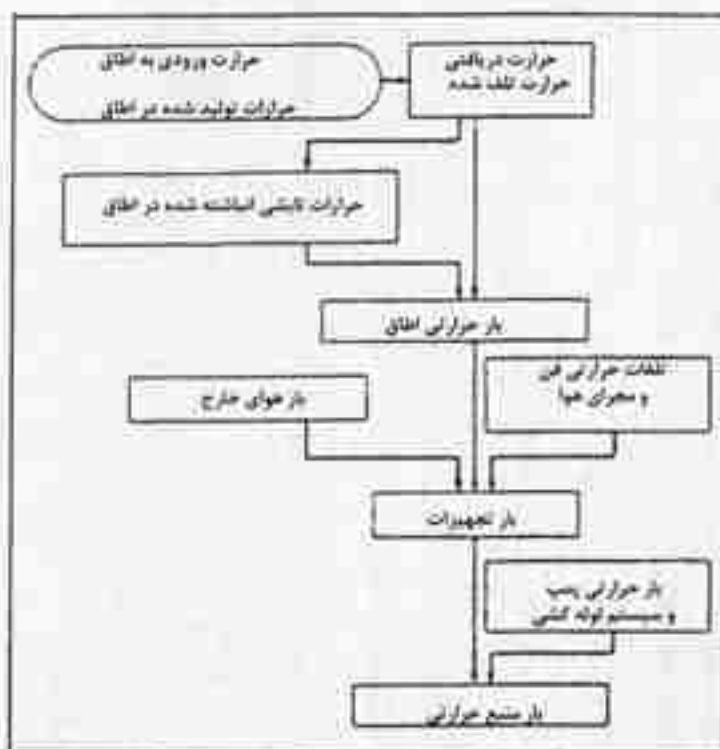 حرارت ورودی به اطاق
حرارات تولید شده در اطاق
حرارت دریافتی
حرارت تلف شده
حرارات تابشی انباشته شده در اطاق
بار حرارتی اطاق
تلفات حرارتی فن
و مجرای هوا
بار هوای خارج
بار تجهیزات
بار حرارتی پمپ
و سیستم لوله کشی
بار منبع حرارتی